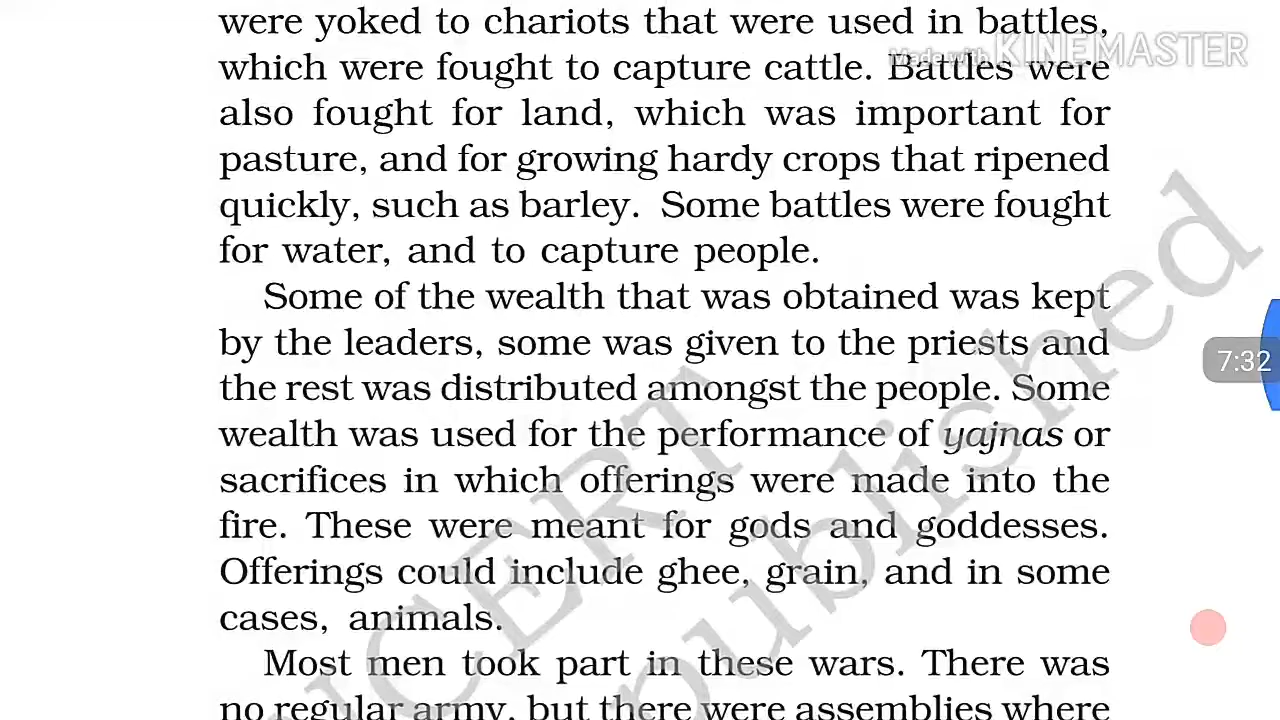 were yoked to chariots that were used in battles,
Made with KINEMASTER
which were fought to capture cattle. Battles were
also fought for land, which was important for
pasture, and for growing hardy crops that ripened
quickly, such as barley. Some battles were fought
for water, and to capture people.
Some of the wealth that was obtained was kept
by the leaders, some was given to the priests and
7:32
the rest was distributed amongst the people. Some
wealth was used for the performance of yajnas or
sacrifices in which offerings were made into the
fire. These were meant for gods and goddesses.
Offerings could include ghee, grain, and in some
cases, animals.
Most men took part in these wars. There was
no regular army, but there were assemblies where
NCERT
published